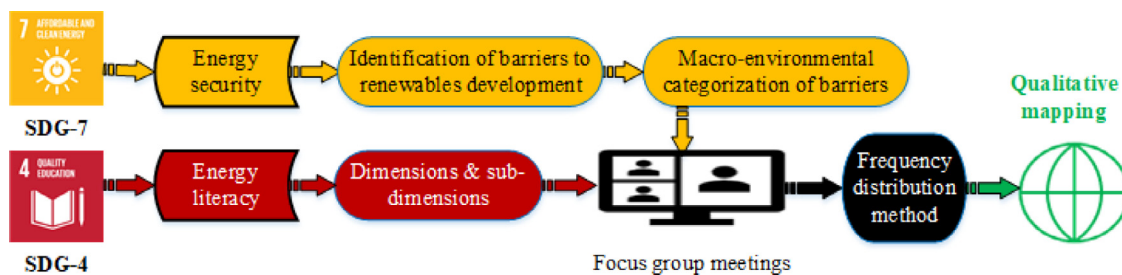 7 AFFORDABLE AND
CLEAN ENERGY
SDG-7
Energy
security
Identification of barriers to
renewables development
Macro-environmental
categorization of barriers
4 QUALITY
EDUCATION
SDG-4
Energy
literacy
Dimensions & sub-
dimensions
Focus group meetings
Frequency
distribution
method
Qualitative
mapping